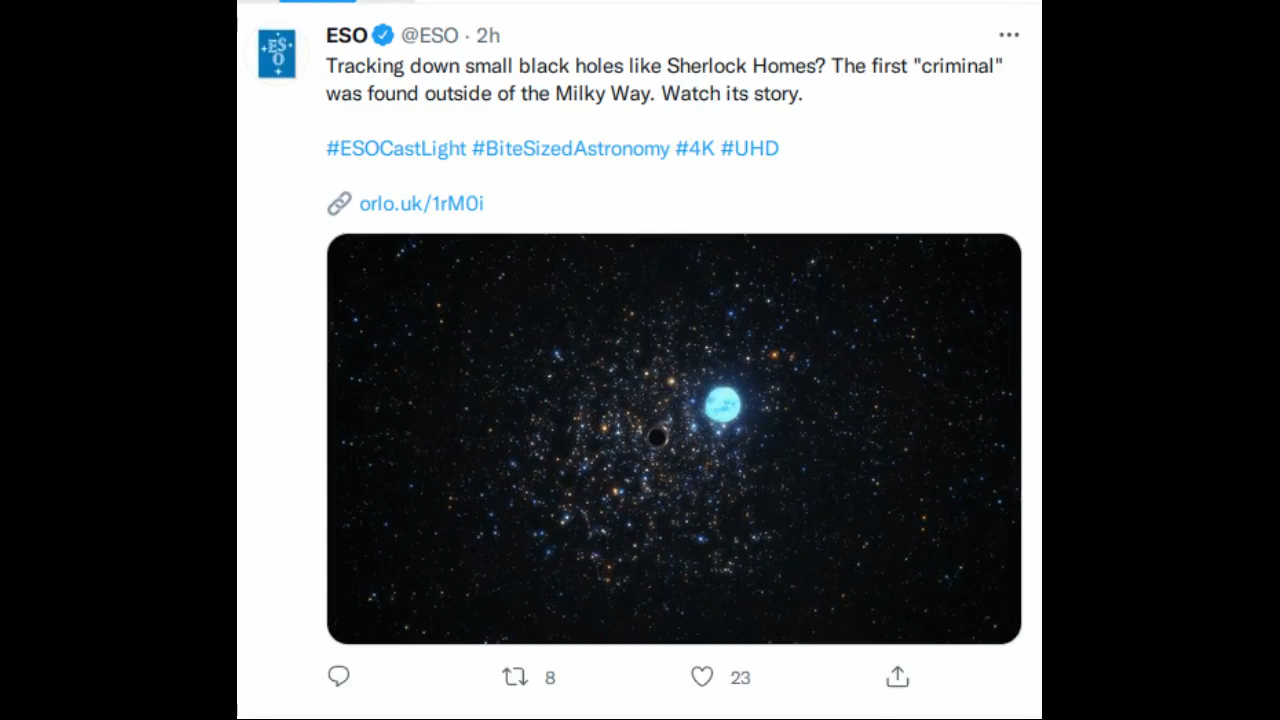 ESO @ESO · 2h
ESO
Tracking down small black holes like Sherlock Homes? The first "criminal"
was found outside of the Milky Way. Watch its story.
#ESOCastLight #BiteSizedAstronomy #4K #UHD
orlo.uk/1rM0i
8 23